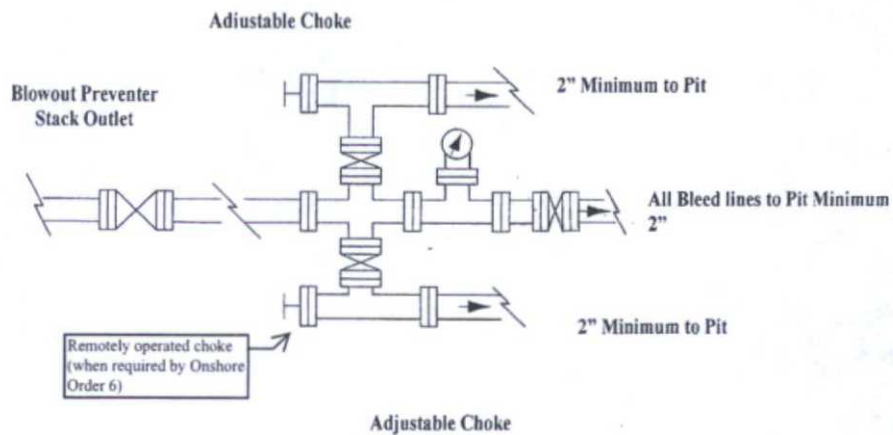 Adiustable Choke
2” Minimum to Pit
Blowout Preventer
Stack Outlet
All Bleed lines to Pit Minimum
2”
2” Minimum to Pit
Remotely operated choke
(when required by Onshore
Order 6)
Adjustable Choke